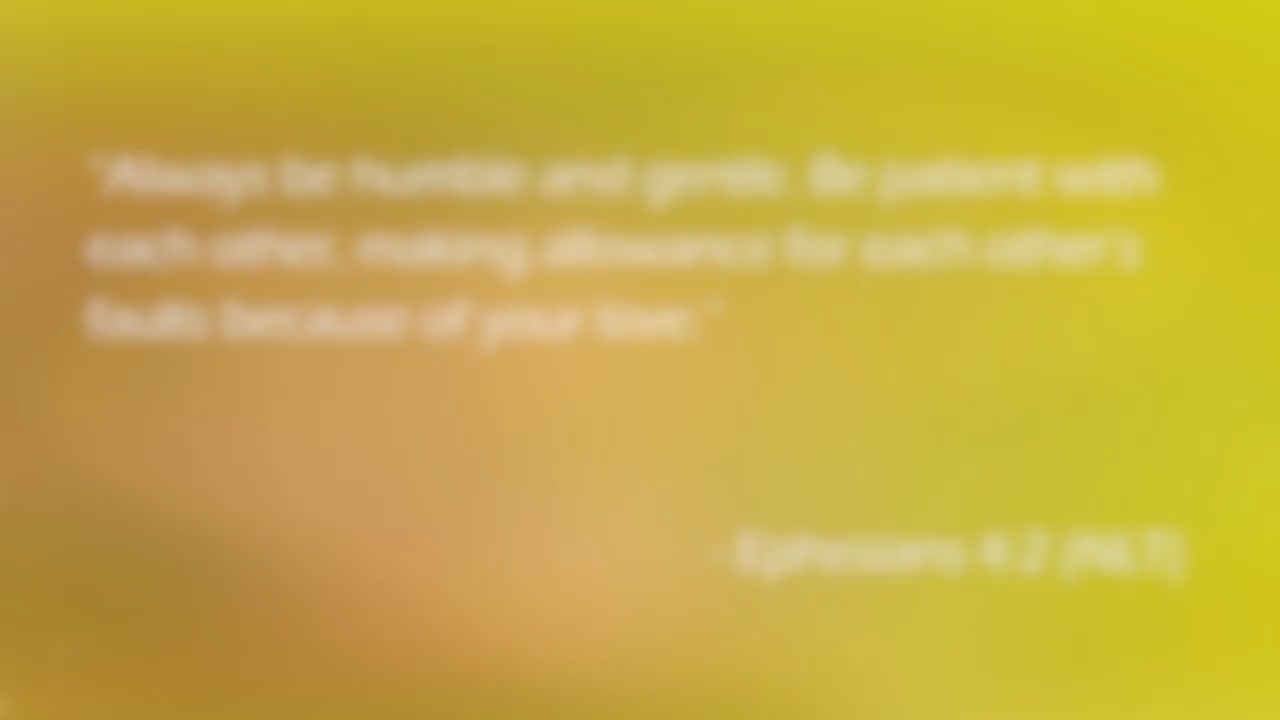 "Always be humble and gentle. Be patient with
each other, making allowance for each other's
faults because of your love."
- Ephesians 4:2 (NLT)